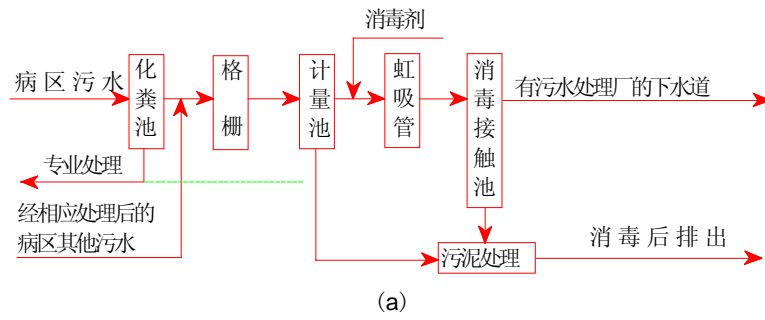 消毒剂
病区污水
化粪池
格栅
计量池
虹吸管
消毒接触池
有污水处理厂的下水道
专业处理
经相应处理后的
病区其他污水
污泥处理
消毒后排出
(a)